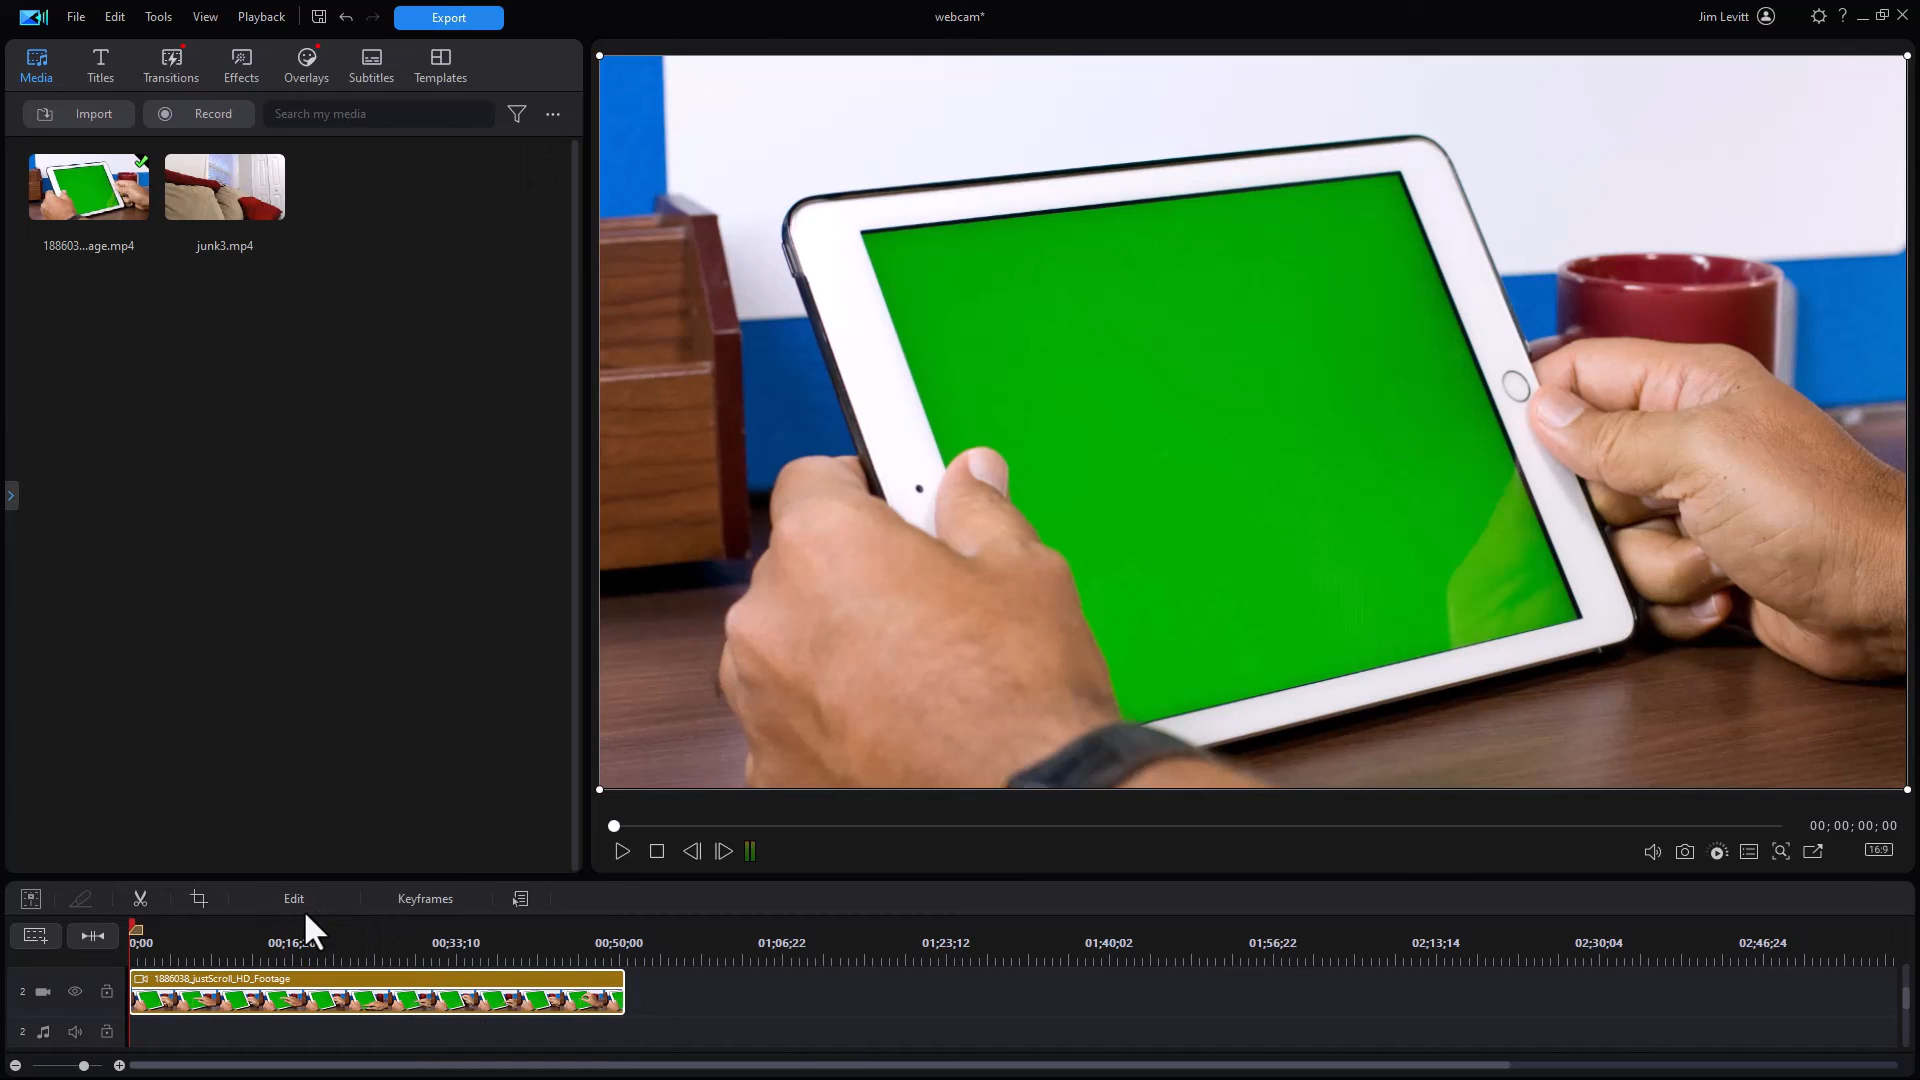 File Edit Tools View Playback Export webcam* Jim Levitt ?
Media Titles Transitions Effects Overlays Subtitles Templates
Import Record Search my media
188603...age.mp4 junk3.mp4
00;00;00;00
16:9
Edit Keyframes
0;00 00;33;10 00;50;00 01;06;22 01;23;12 01;40;02 01;56;22 02;13;14 02;30;04 02;46;24
1886038_justScroll_HD_Footage
2
2